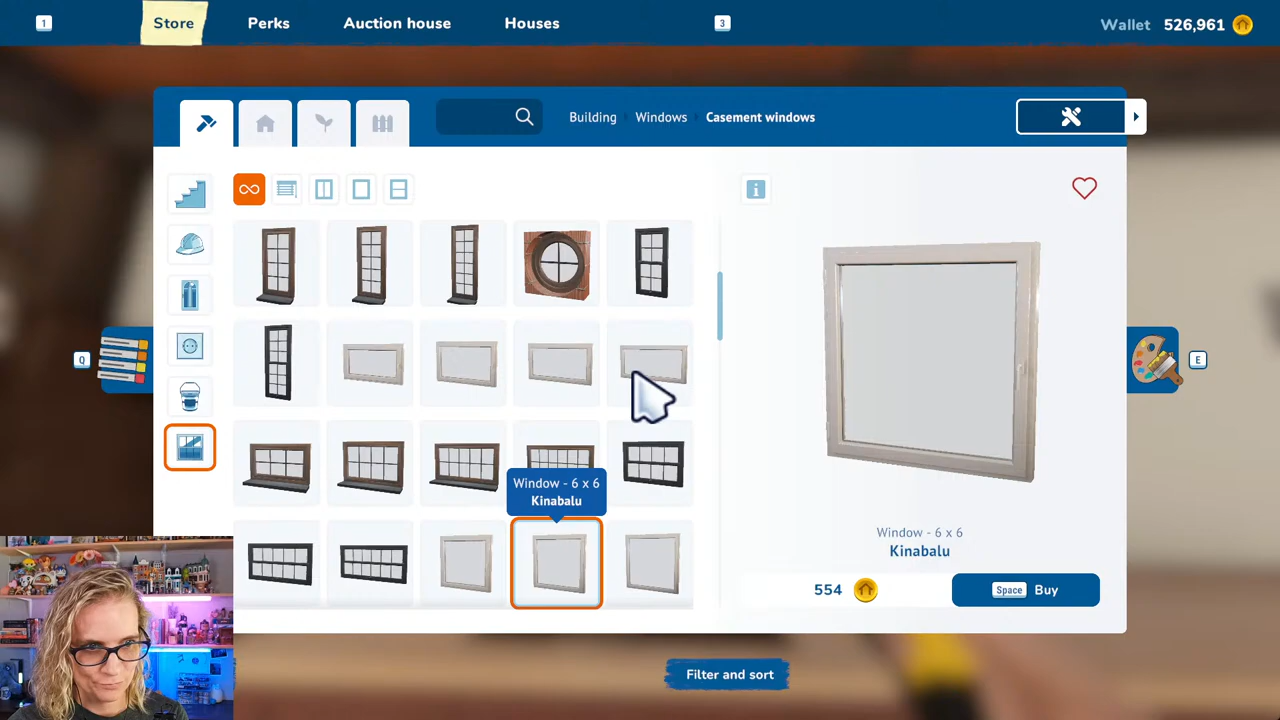 1
Store
Perks
Auction house
Houses
3
Wallet 526,961
Building
Windows
Casement windows
i
Q
E
Window - 6 x 6
Kinabalu
Window - 6 x 6
Kinabalu
554
Space Buy
Filter and sort